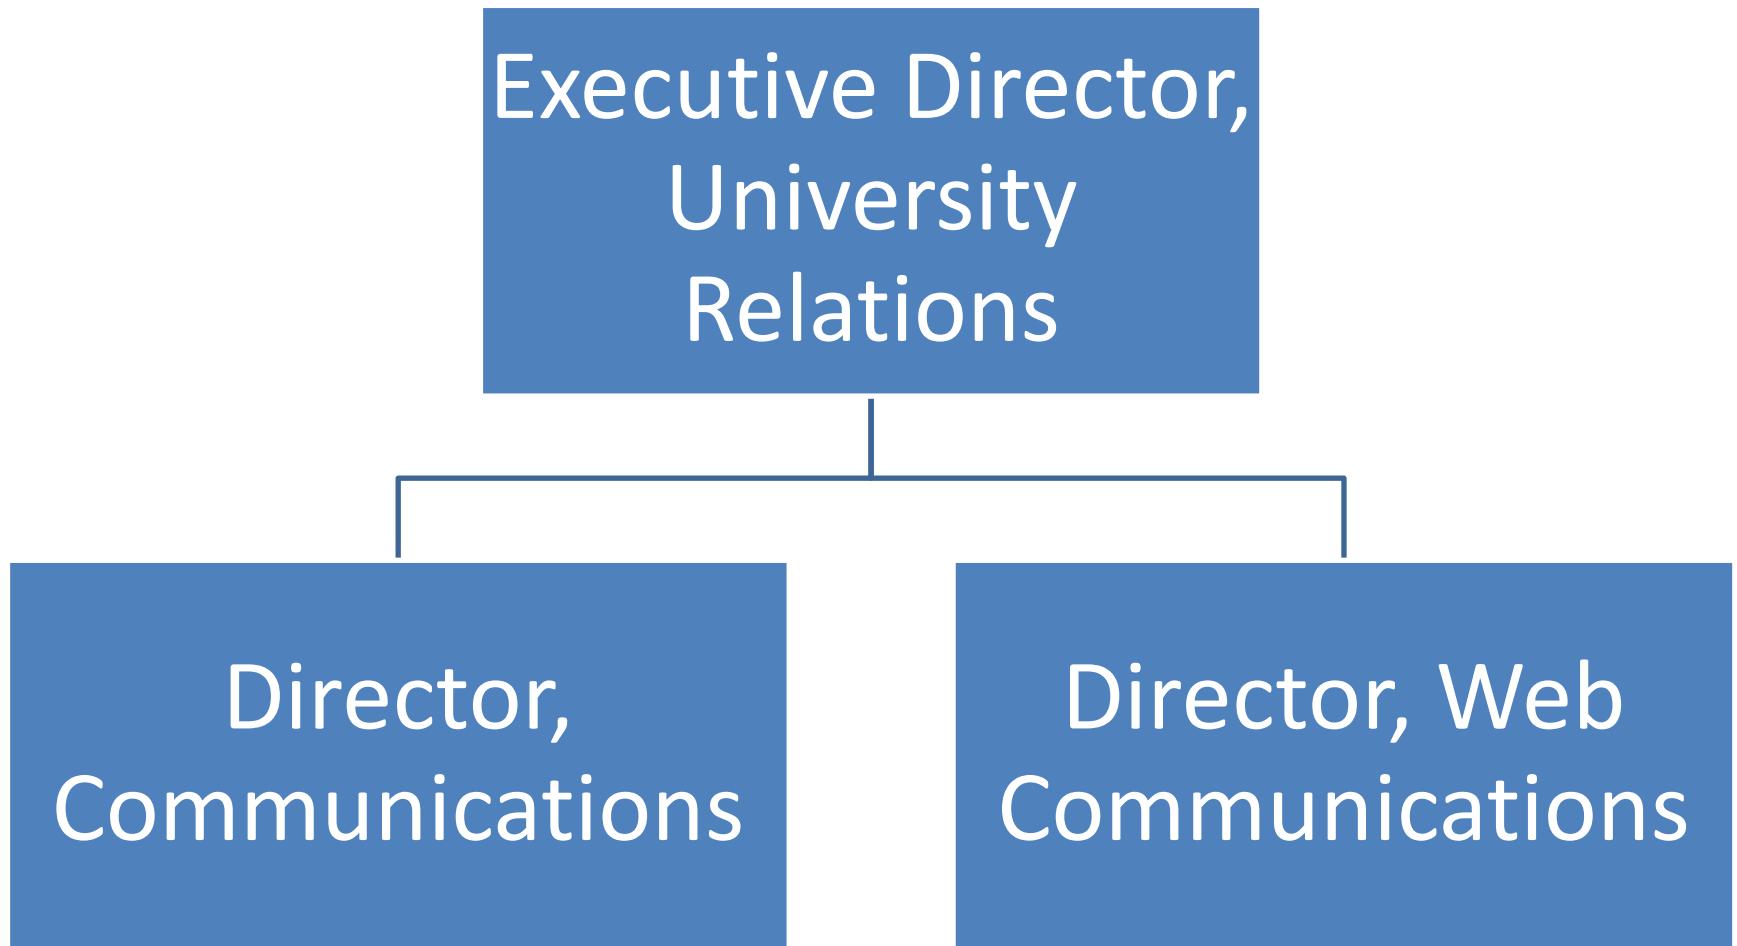 Executive Director,
University
Relations
Director,
Communications
Director, Web
Communications